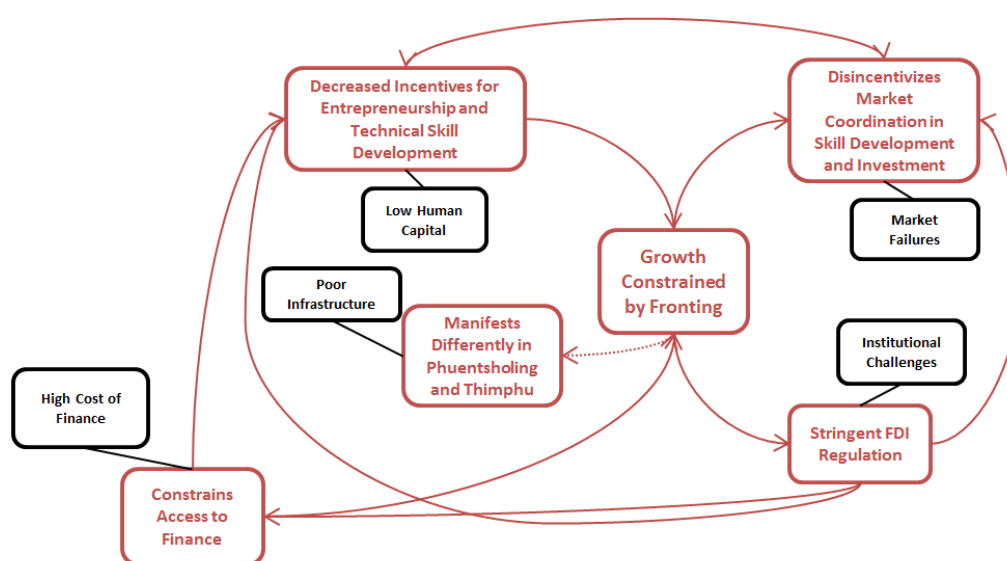 Decreased Incentives for
Entrepreneurship and
Technical Skill
Development
Disincentivizes
Market
Coordination in
Skill Development
and Investment
Low Human
Capital
Market
Failures
Growth
Constrained
by Fronting
Poor
Infrastructure
Manifests
Differently in
Phuentsholing
and Thimphu
Institutional
Challenges
High Cost of
Finance
Stringent FDI
Regulation
Constrains
Access to
Finance